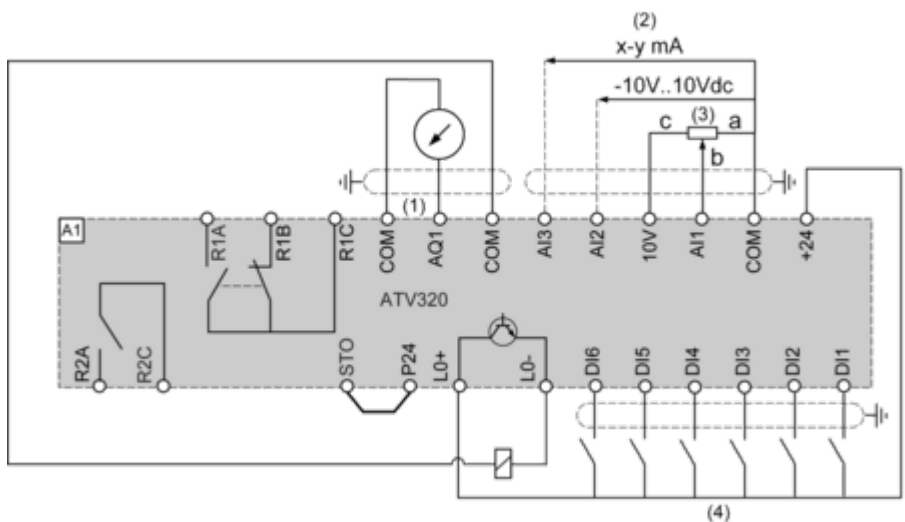 (2)
x-y mA
-10V..10Vdc
c (3) a
b
(1)
A1
R1A R1B R1C COM AQ1 COM AI3 AI2 10V AI1 COM +24
ATV320
R2A R2C STO P24 L0+ L0- DI6 DI5 DI4 DI3 DI2 DI1
(4)